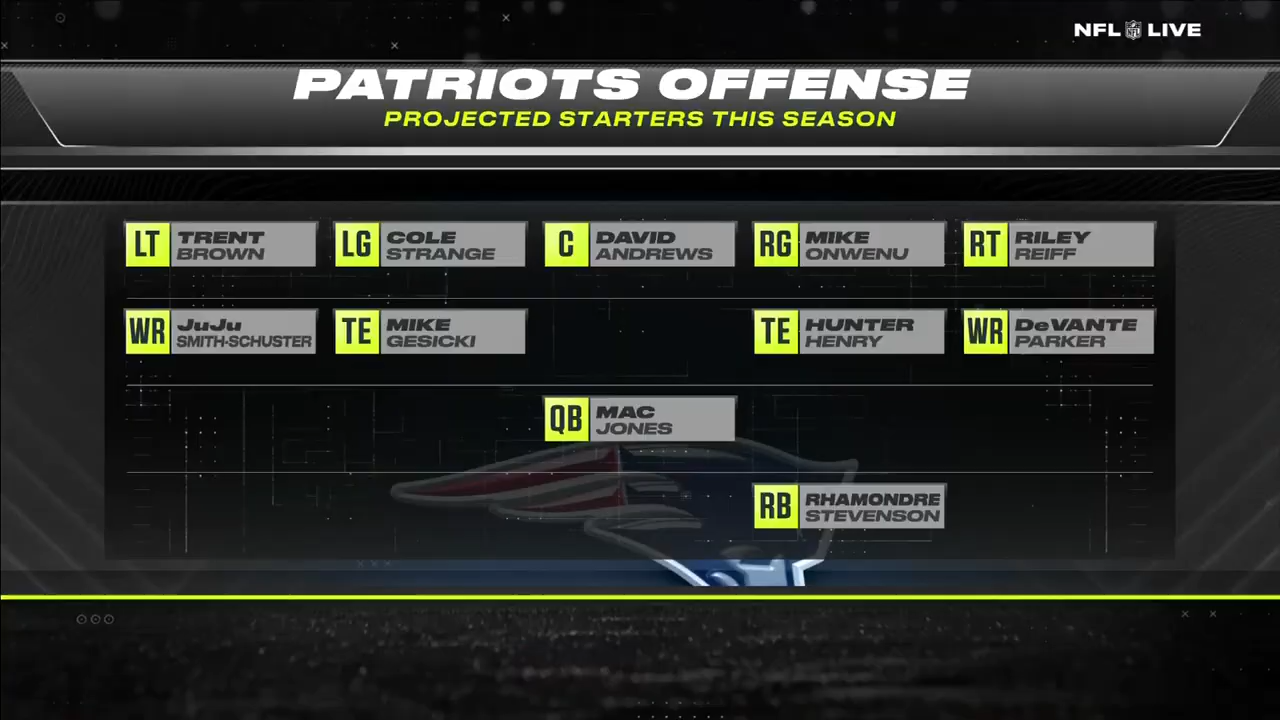 NFL LIVE
PATRIOTS OFFENSE
PROJECTED STARTERS THIS SEASON
LT TRENT BROWN
LG COLE STRANGE
C DAVID ANDREWS
RG MIKE ONWENU
RT RILEY REIFF
WR JuJu SMITH-SCHUSTER
TE MIKE GESICKI
TE HUNTER HENRY
WR DeVANTE PARKER
QB MAC JONES
RB RHAMONDRE STEVENSON